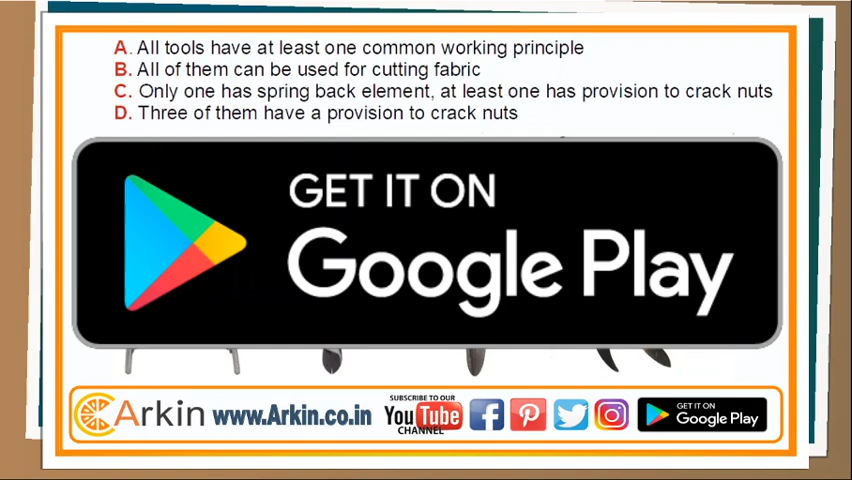 A. All tools have at least one common working principle
B. All of them can be used for cutting fabric
C. Only one has spring back element, at least one has provision to crack nuts
D. Three of them have a provision to crack nuts
GET IT ON
Google Play
Arkin www.Arkin.co.in
SUBSCRIBE TO OUR
YouTube
CHANNEL
GET IT ON
Google Play